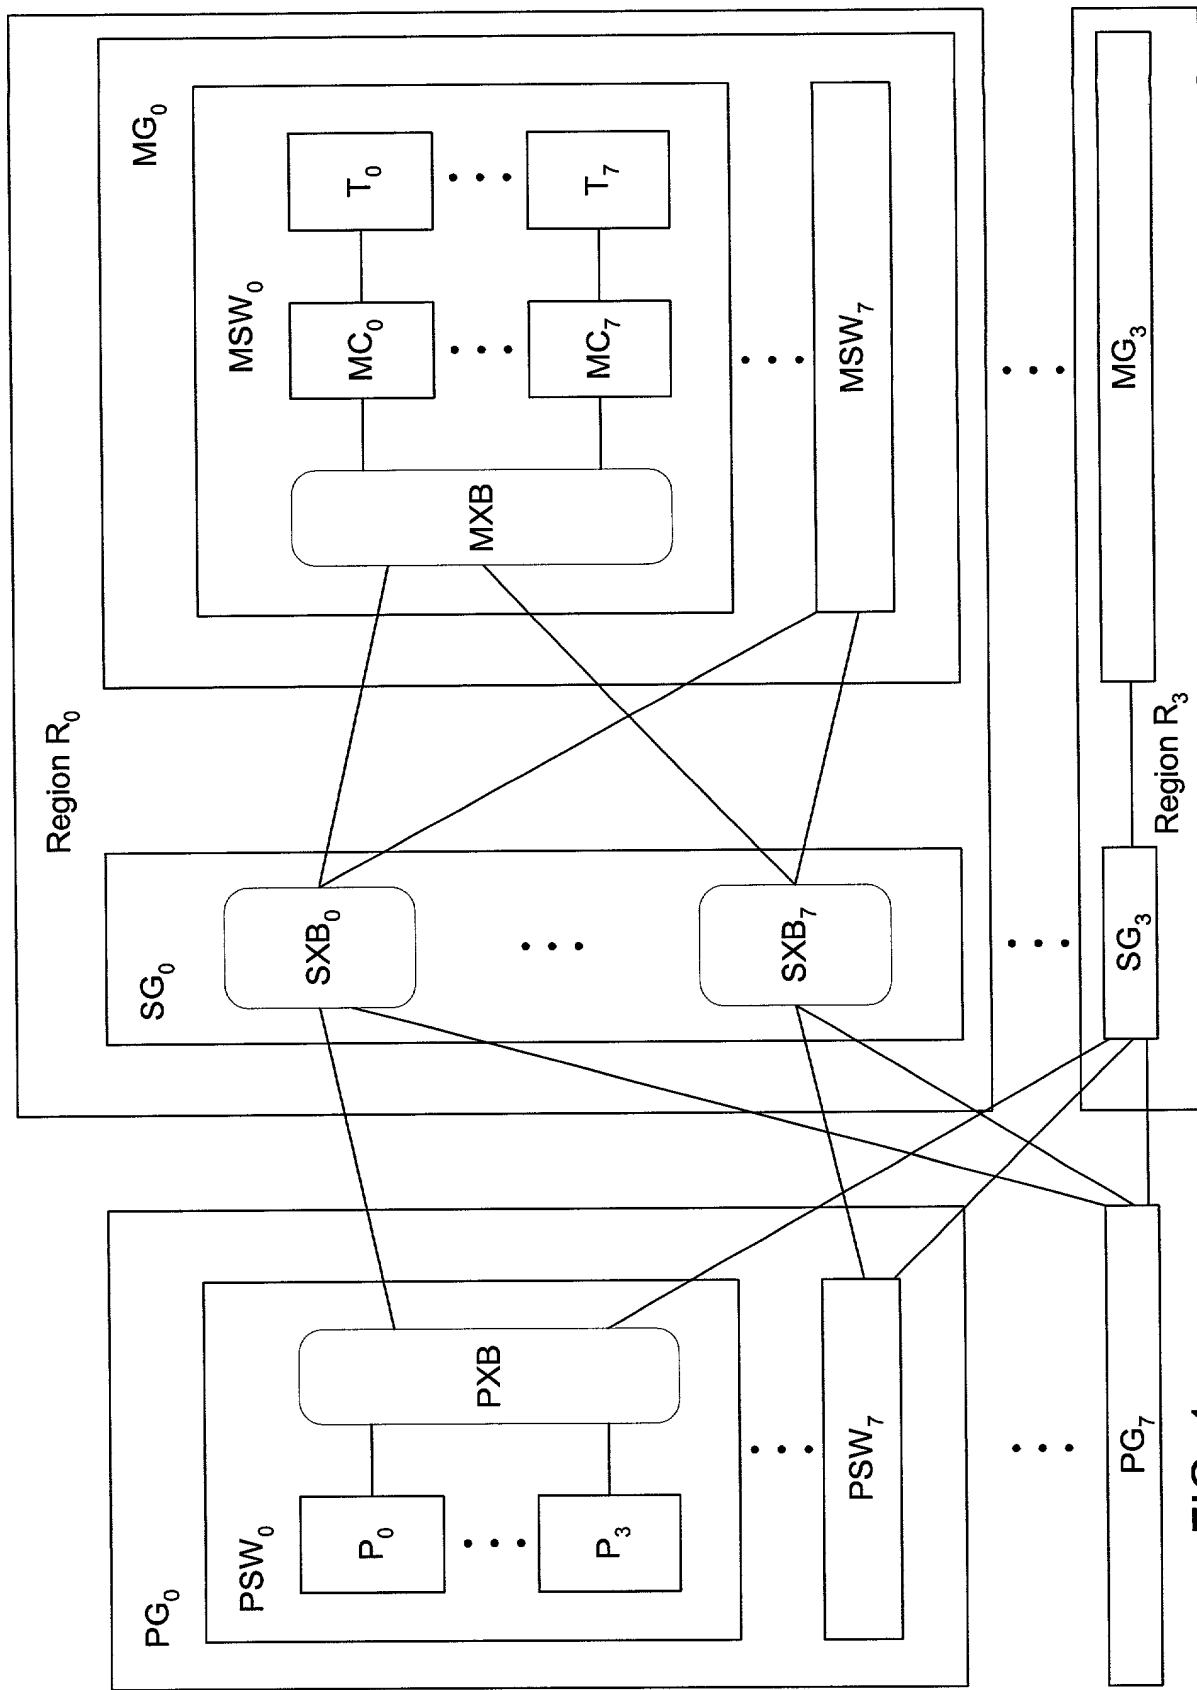 PG₀
PSW₀
P₀
P₃
PXB
PSW₇
PG₇
Region R₀
SG₀
SXB₀
SXB₇
SG₃
MG₀
MSW₀
MXB
MC₀
MC₇
T₀
T₇
MSW₇
MG₃
Region R₃